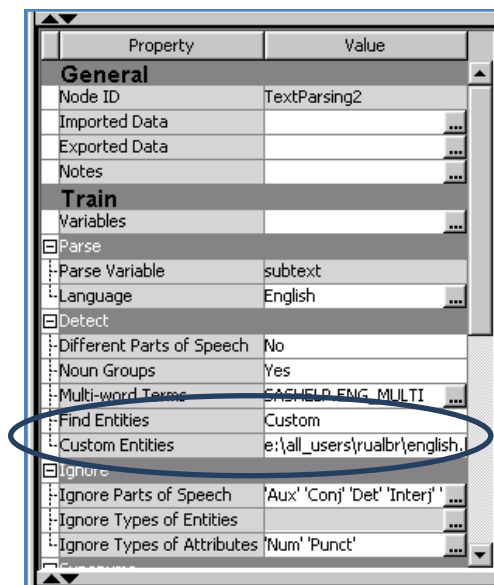 Property Value
General
Node ID TextParsing2
Imported Data ...
Exported Data ...
Notes ...
Train
Variables ...
Parse
Parse Variable subtext
Language English ...
Detect
Different Parts of Speech No
Noun Groups Yes
Multi-word Terms SASHELP.ENG_MULTI ...
Find Entities Custom
Custom Entities e:\all_users\rualbr\english.
Ignore
Ignore Parts of Speech 'Aux' 'Conj' 'Det' 'Interj' ' ...
Ignore Types of Entities ...
Ignore Types of Attributes 'Num' 'Punct' ...